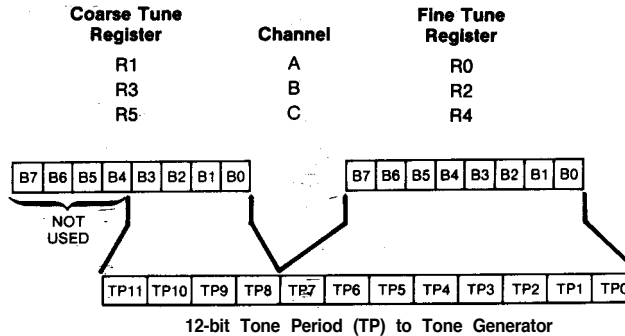 Coarse Tune Register Channel Fine Tune Register
R1 A R0
R3 B R2
R5 C R4
B7 B6 B5 B4 B3 B2 B1 B0 B7 B6 B5 B4 B3 B2 B1 B0
NOT USED
TP11 TP10 TP9 TP8 TP7 TP6 TP5 TP4 TP3 TP2 TP1 TP0
12-bit Tone Period (TP) to Tone Generator